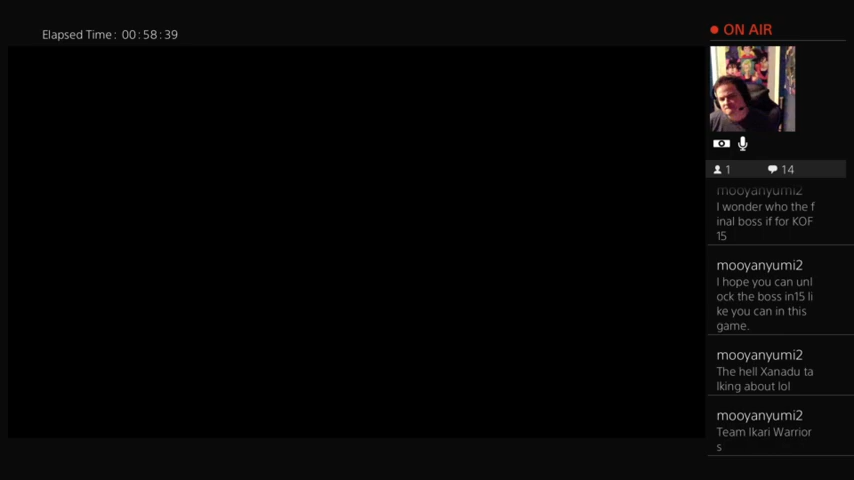 Elapsed Time: 00:58:39
ON AIR
1 14
mooyanyumi2
I wonder who the f
inal boss if for KOF
15
mooyanyumi2
I hope you can unl
ock the boss in15 li
ke you can in this
game.
mooyanyumi2
The hell Xanadu ta
lking about lol
mooyanyumi2
Team Ikari Warrior
s